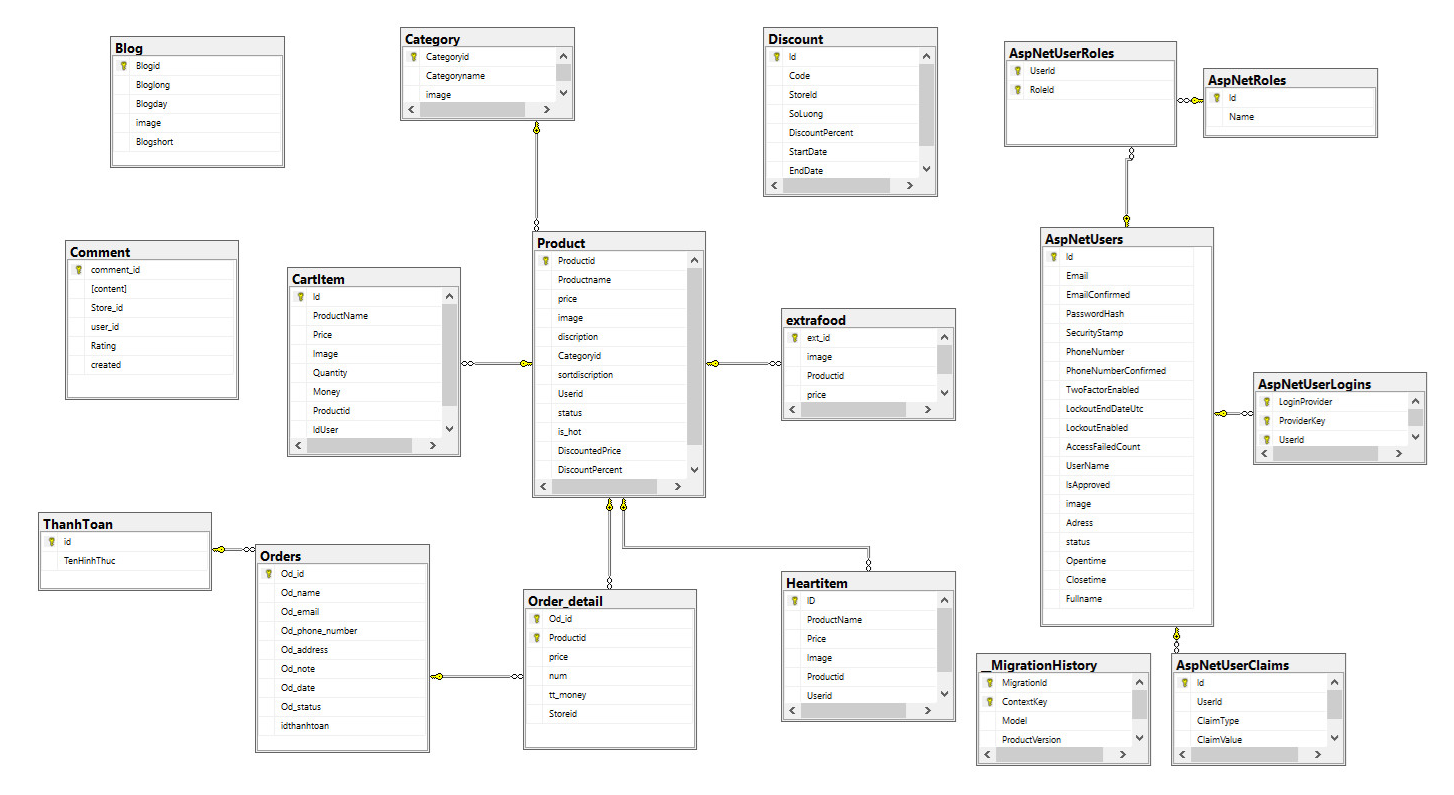 Blog
Blogid
Bloglong
Blogday
image
Blogshort
Category
Categoryid
Categoryname
image
Discount
Id
Code
StoreId
SoLuong
DiscountPercent
StartDate
EndDate
AspNetUserRoles
UserId
RoleId
AspNetRoles
Id
Name
Comment
comment_id
[content]
Store_id
user_id
Rating
created
CartItem
Id
ProductName
Price
Image
Quantity
Money
Productid
IdUser
Product
Productid
Productname
price
image
discription
Categoryid
sortdiscription
Userid
status
is_hot
DiscountedPrice
DiscountPercent
extrafood
ext_id
image
Productid
price
AspNetUsers
Id
Email
EmailConfirmed
PasswordHash
SecurityStamp
PhoneNumber
PhoneNumberConfirmed
TwoFactorEnabled
LockoutEndDateUtc
LockoutEnabled
AccessFailedCount
UserName
IsApproved
image
Adress
status
Opentime
Closetime
Fullname
AspNetUserLogins
LoginProvider
ProviderKey
UserId
ThanhToan
id
TenHinhThuc
Orders
Od_id
Od_name
Od_email
Od_phone_number
Od_address
Od_note
Od_date
Od_status
idthanhtoan
Order_detail
Od_id
Productid
price
num
tt_money
Storeid
Heartitem
ID
ProductName
Price
Image
Productid
Userid
__MigrationHistory
MigrationId
ContextKey
Model
ProductVersion
AspNetUserClaims
Id
UserId
ClaimType
ClaimValue